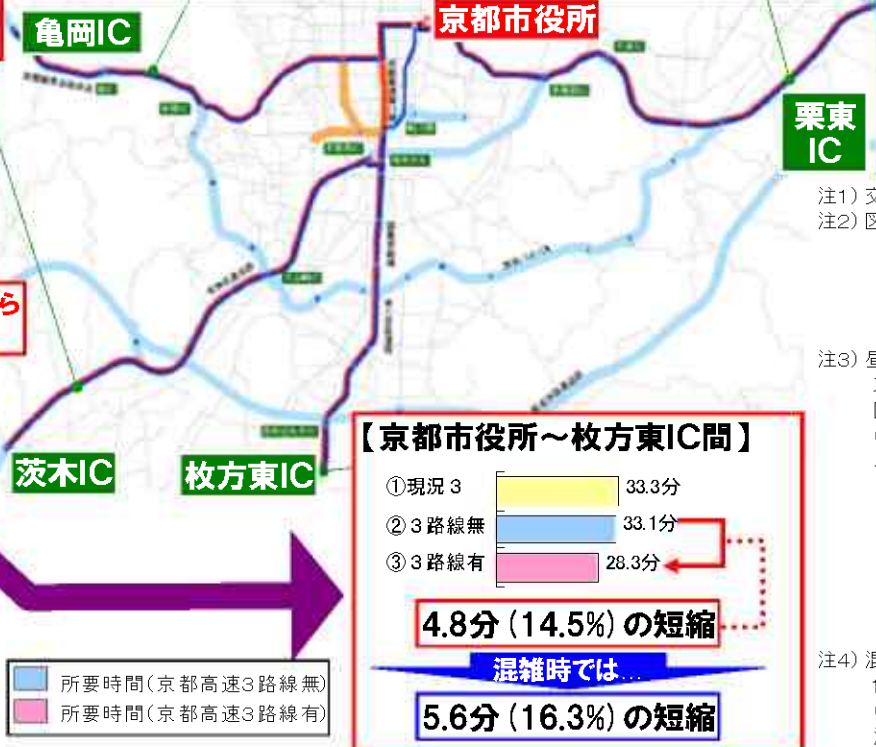 亀岡IC
京都市役所
栗東
IC
注1) 交
注2) 図
ら
注3) 昼
茨木IC
枚方東IC
【京都市役所～枚方東IC間】
①現況3
33.3分
②3路線無
33.1分
③3路線有
28.3分
4.8分(14.5%)の短縮
混雑時では…
5.6分(16.3%)の短縮
所要時間(京都高速3路線無)
所要時間(京都高速3路線有)
注4) 混